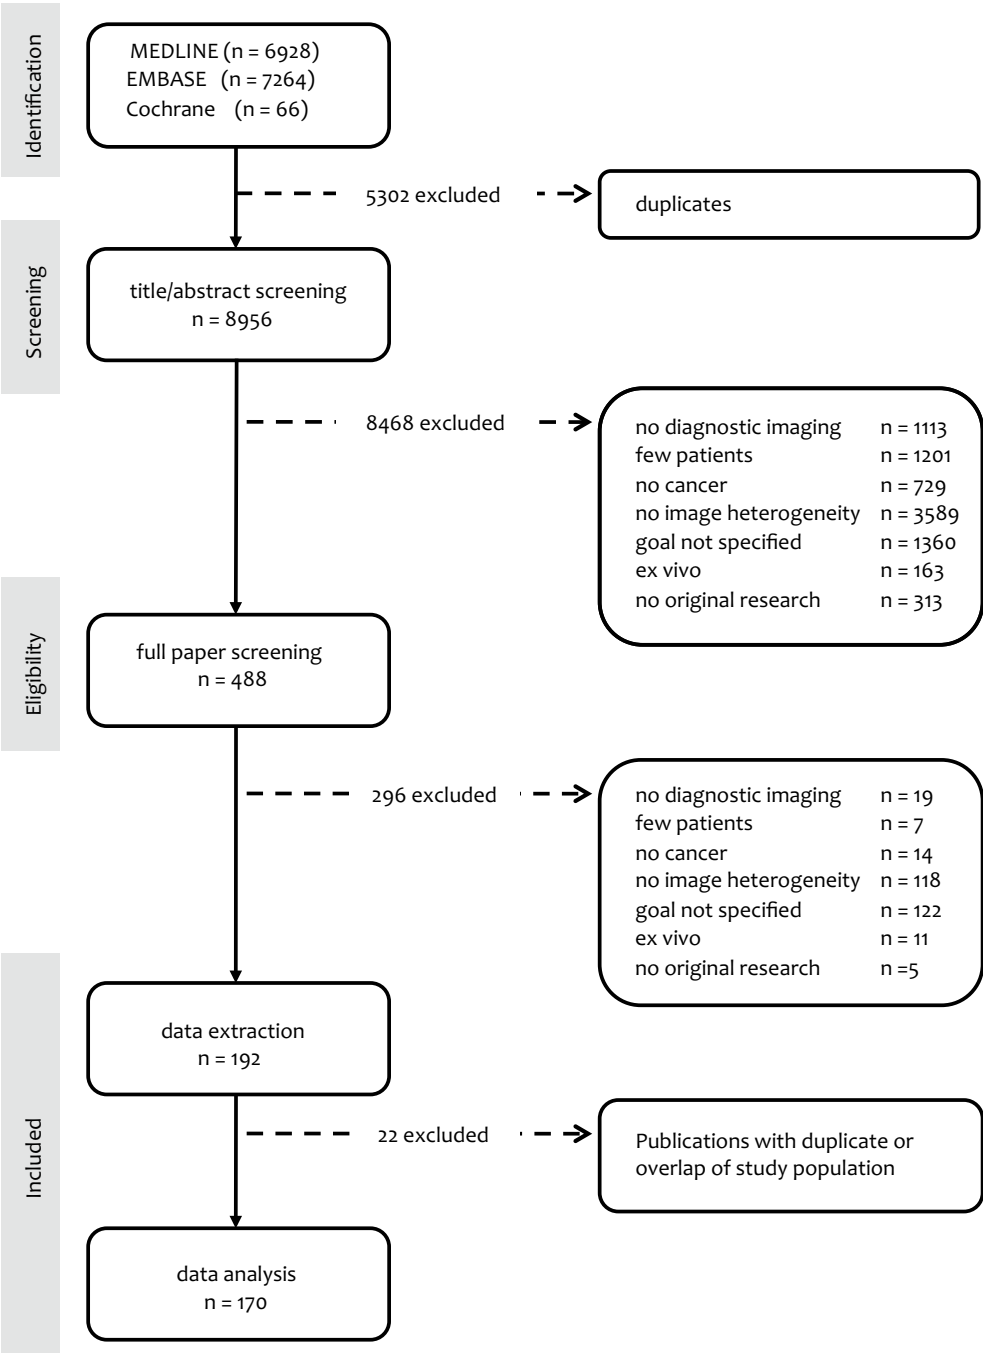 Identification
MEDLINE (n = 6928)
EMBASE (n = 7264)
Cochrane (n = 66)
5302 excluded
duplicates
Screening
title/abstract screening
n = 8956
8468 excluded
no diagnostic imaging n = 1113
few patients n = 1201
no cancer n = 729
no image heterogeneity n = 3589
goal not specified n = 1360
ex vivo n = 163
no original research n = 313
Eligibility
full paper screening
n = 488
296 excluded
no diagnostic imaging n = 19
few patients n = 7
no cancer n = 14
no image heterogeneity n = 118
goal not specified n = 122
ex vivo n = 11
no original research n =5
Included
data extraction
n = 192
22 excluded
Publications with duplicate or
overlap of study population
data analysis
n = 170